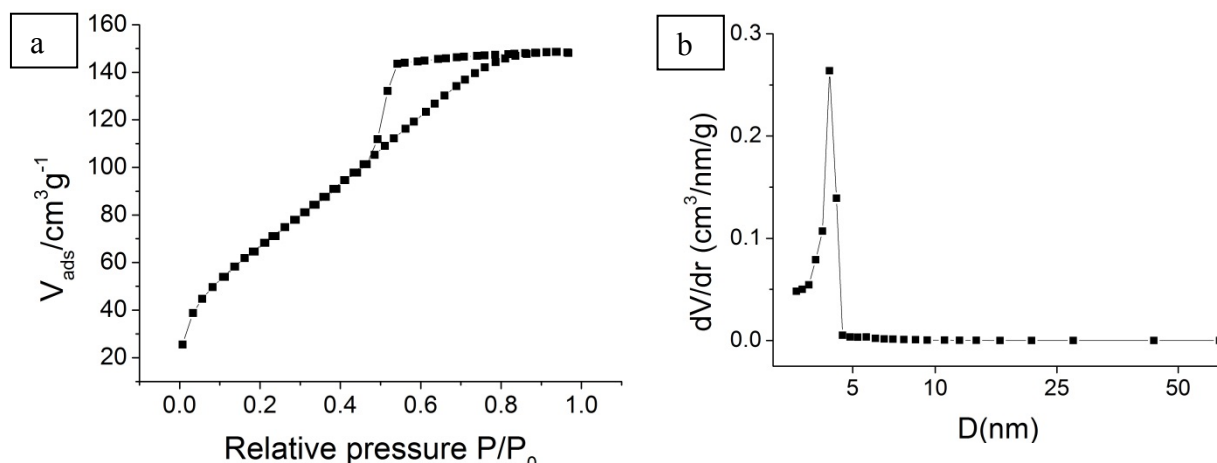 a
160
140
120
100
80
60
40
20
0.0 0.2 0.4 0.6 0.8 1.0
V_ads/cm³g⁻¹
Relative pressure P/P₀
b
0.3
0.2
0.1
0.0
5 10 25 50
dV/dr (cm³/nm/g)
D(nm)